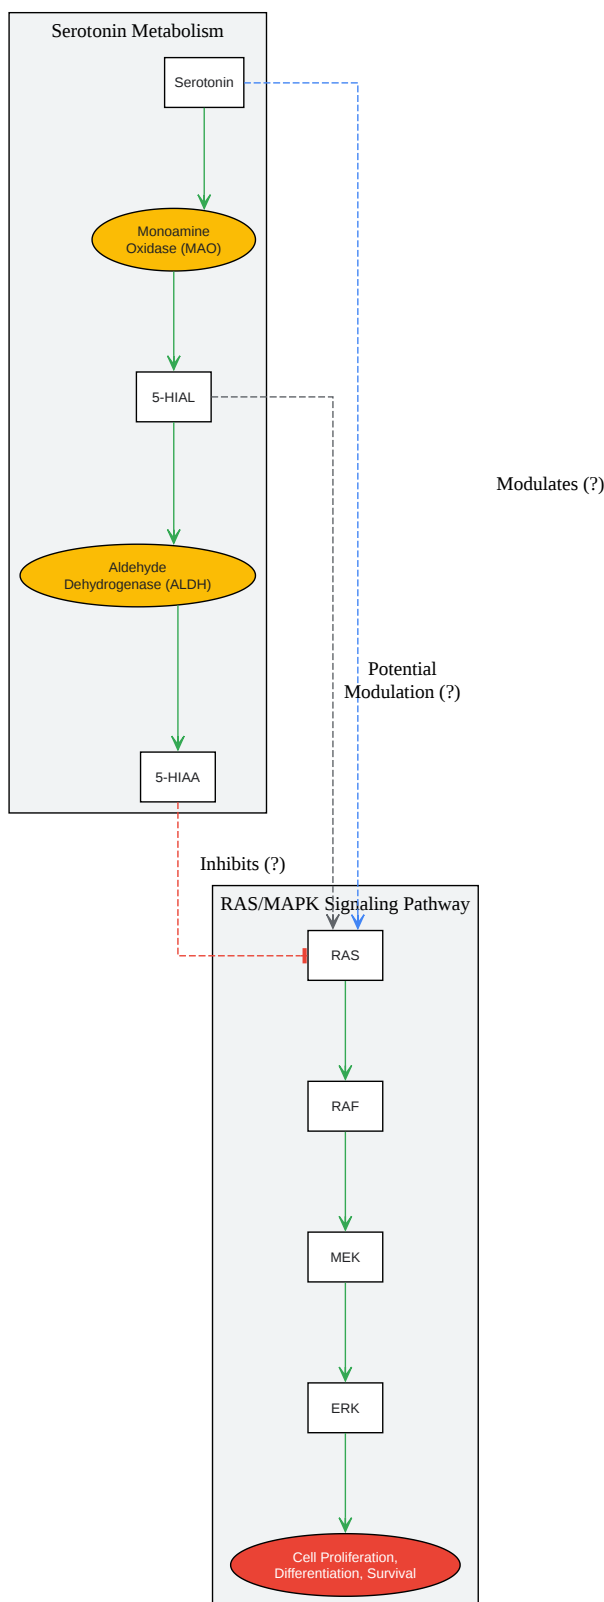 Serotonin Metabolism
Serotonin
Monoamine
Oxidase (MAO)
5-HIAL
Modulates (?)
Aldehyde
Dehydrogenase (ALDH)
Potential
Modulation (?)
5-HIAA
Inhibits (?)
RAS/MAPK Signaling Pathway
RAS
RAF
MEK
ERK
Cell Proliferation,
Differentiation, Survival